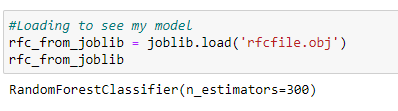 #Loading to see my model
rfc_from_joblib = joblib.load('rfcfile.obj')
rfc_from_joblib
RandomForestClassifier(n_estimators=300)